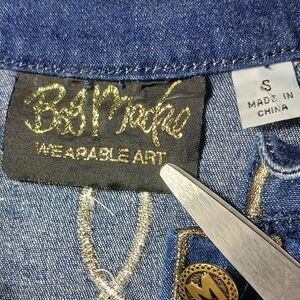 Bob Mackie
WEARABLE ART
S
MADE IN
CHINA
M